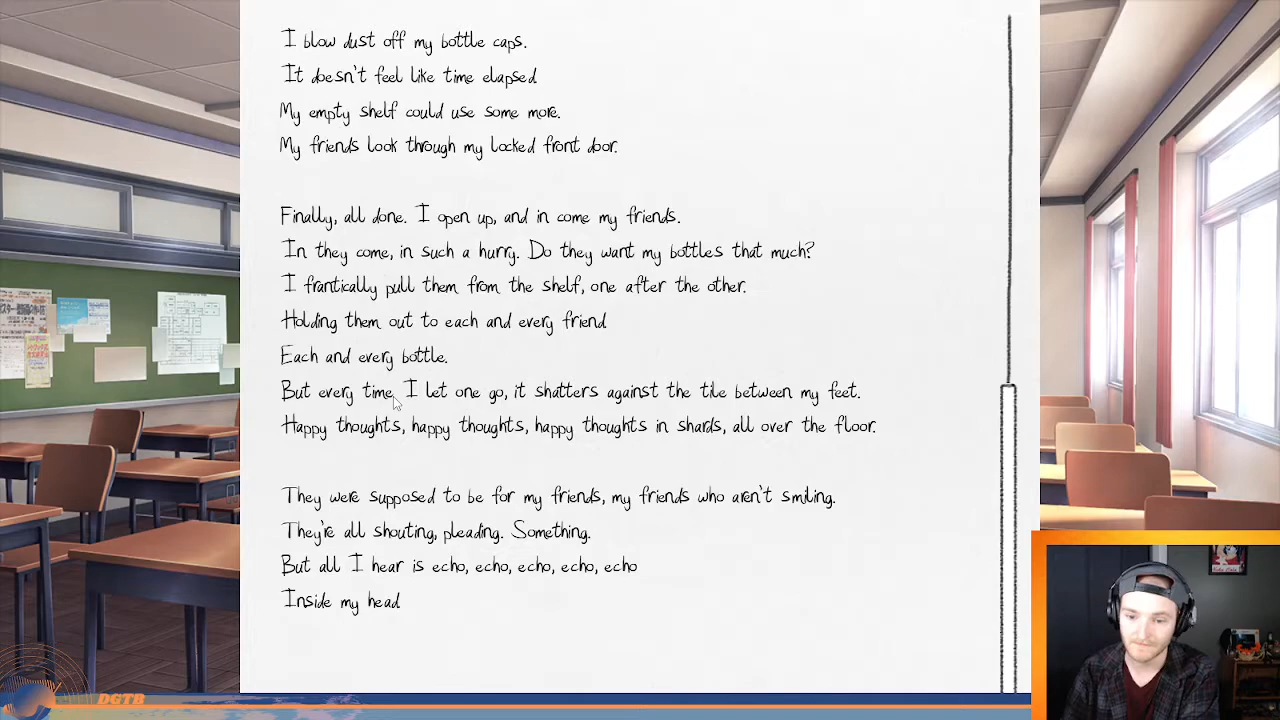 I blow dust off my bottle caps.
It doesn't feel like time elapsed
My empty shelf could use some more.
My friends look through my locked front door.
Finally, all done. I open up, and in come my friends.
In they come, in such a hurry. Do they want my bottles that much?
I frantically pull them from the shelf, one after the other.
Holding them out to each and every friend
Each and every bottle.
But every time, I let one go, it shatters against the tile between my feet.
Happy thoughts, happy thoughts, happy thoughts in shards, all over the floor.
They were supposed to be for my friends, my friends who aren't smiling.
They're all shouting, pleading. Something.
But all I hear is echo, echo, echo, echo, echo
Inside my head
DGTB